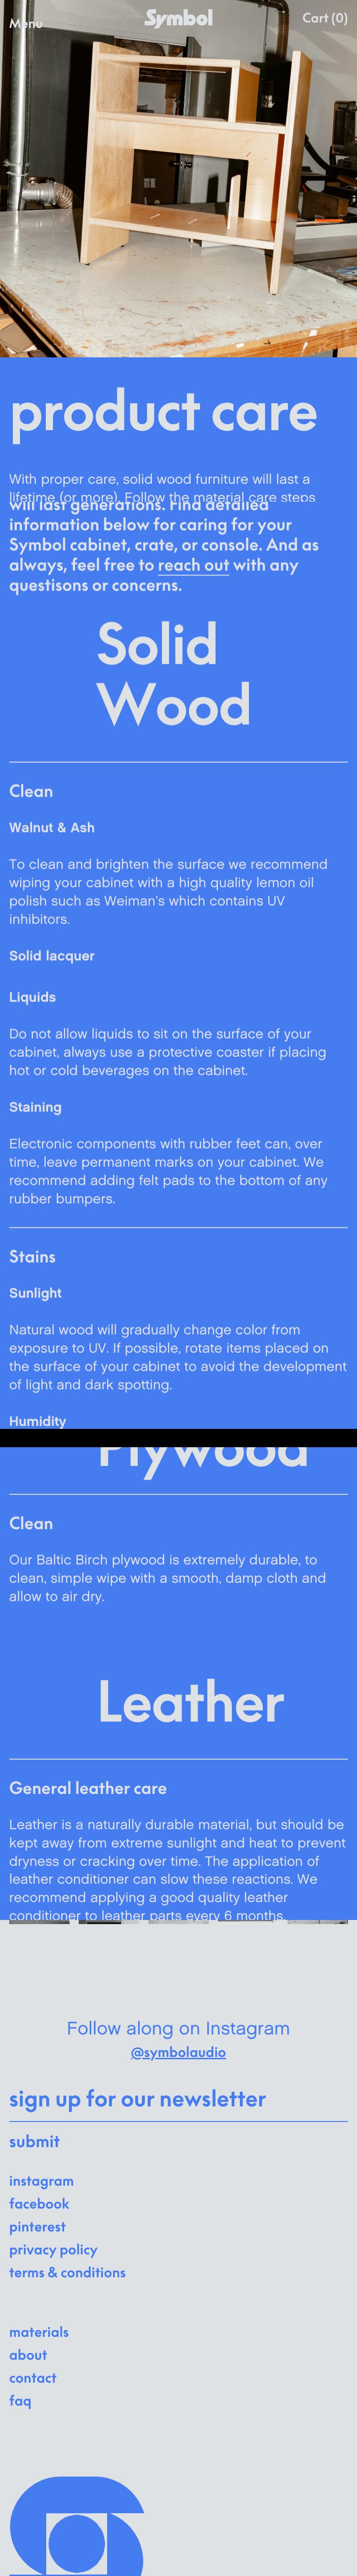 Menu
Symbol
Cart (0)
product care
With proper care, solid wood furniture will last a
lifetime (or more). Follow the material care steps
will last generations. Find detailed
information below for caring for your
Symbol cabinet, crate, or console. And as
always, feel free to reach out with any
questisons or concerns.
Solid
Wood
Clean
Walnut & Ash
To clean and brighten the surface we recommend
wiping your cabinet with a high quality lemon oil
polish such as Weiman's which contains UV
inhibitors.
Solid lacquer
Liquids
Do not allow liquids to sit on the surface of your
cabinet, always use a protective coaster if placing
hot or cold beverages on the cabinet.
Staining
Electronic components with rubber feet can, over
time, leave permanent marks on your cabinet. We
recommend adding felt pads to the bottom of any
rubber bumpers.
Stains
Sunlight
Natural wood will gradually change color from
exposure to UV. If possible, rotate items placed on
the surface of your cabinet to avoid the development
of light and dark spotting.
Humidity
Plywood
Clean
Our Baltic Birch plywood is extremely durable, to
clean, simple wipe with a smooth, damp cloth and
allow to air dry.
Leather
General leather care
Leather is a naturally durable material, but should be
kept away from extreme sunlight and heat to prevent
dryness or cracking over time. The application of
leather conditioner can slow these reactions. We
recommend applying a good quality leather
conditioner to leather parts every 6 months.
Follow along on Instagram
@symbolaudio
sign up for our newsletter
submit
instagram
facebook
pinterest
privacy policy
terms & conditions
materials
about
contact
faq